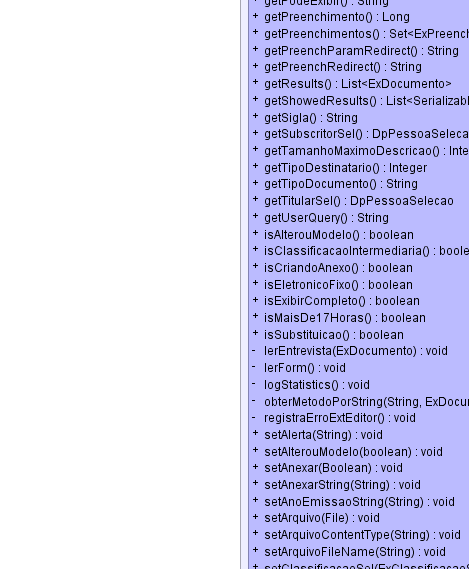 + getPodeExibir() : String
+ getPreenchimento() : Long
+ getPreenchimentos() : Set<ExPreench
+ getPreenchParamRedirect() : String
+ getPreenchRedirect() : String
+ getResults() : List<ExDocumento>
+ getShowedResults() : List<Serializabl
+ getSigla() : String
+ getSubscritorSel() : DpPessoaSeleca
+ getTamanhoMaximoDescricao() : Inte
+ getTipoDestinatario() : Integer
+ getTipoDocumento() : String
+ getTitularSel() : DpPessoaSelecao
+ getUserQuery() : String
+ isAlterouModelo() : boolean
+ isClassificacaoIntermediaria() : boole
+ isCriandoAnexo() : boolean
+ isEletronicoFixo() : boolean
+ isExibirCompleto() : boolean
+ isMaisDe17Horas() : boolean
+ isSubstituicao() : boolean
- lerEntrevista(ExDocumento) : void
- lerForm() : void
- logStatistics() : void
- obterMetodoPorString(String, ExDocu
- registraErroExtEditor() : void
+ setAlerta(String) : void
+ setAlterouModelo(boolean) : void
+ setAnexar(Boolean) : void
+ setAnexarString(String) : void
+ setAnoEmissaoString(String) : void
+ setArquivo(File) : void
+ setArquivoContentType(String) : void
+ setArquivoFileName(String) : void
+ setClassificacaoSel(ExClassificacaoS